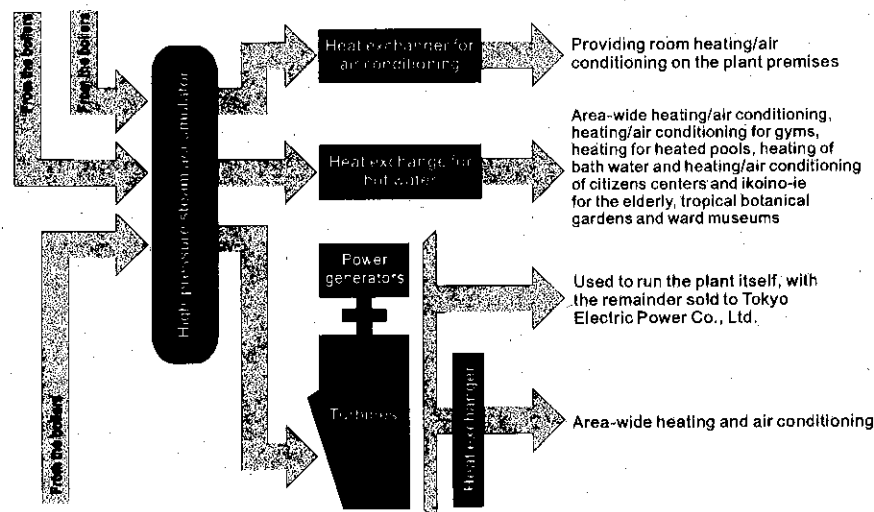 From the boilers
From the boilers
High-pressure steam accumulator
Heat exchanger for
air conditioning
Providing room heating/air
conditioning on the plant premises
Heat exchange for
hot water
Area-wide heating/air conditioning,
heating/air conditioning for gyms,
heating for heated pools, heating of
bath water and heating/air conditioning
of citizens centers and ikoino-ie
for the elderly, tropical botanical
gardens and ward museums
Power
generators
Used to run the plant itself, with
the remainder sold to Tokyo
Electric Power Co., Ltd.
From the boilers
Turbines
Heat exchanger
Area-wide heating and air conditioning